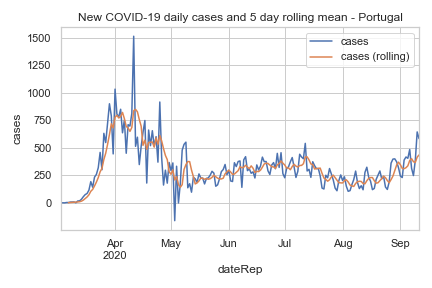 New COVID-19 daily cases and 5 day rolling mean - Portugal
cases
cases (rolling)
1500
1250
1000
750
500
250
0
cases
Apr
2020
May
Jun
Jul
Aug
Sep
dateRep